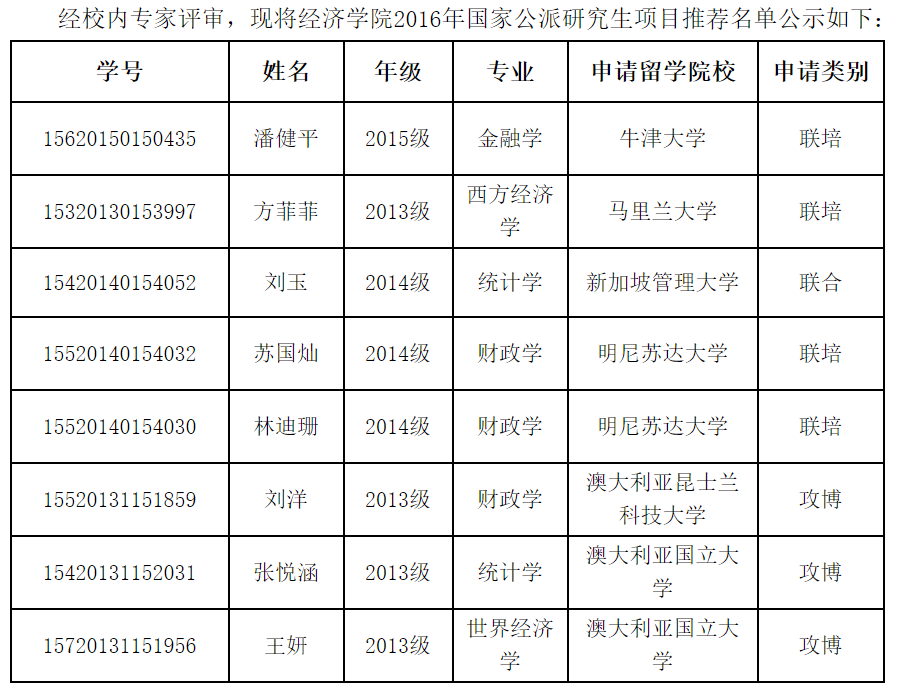 经校内专家评审，现将经济学院2016年国家公派研究生项目推荐名单公示如下：
学号 姓名 年级 专业 申请留学院校 申请类别
15620150150435 潘健平 2015级 金融学 牛津大学 联培
15320130153997 方菲菲 2013级 西方经济
学 马里兰大学 联培
15420140154052 刘玉 2014级 统计学 新加坡管理大学 联合
15520140154032 苏国灿 2014级 财政学 明尼苏达大学 联培
15520140154030 林迪珊 2014级 财政学 明尼苏达大学 联培
15520131151859 刘洋 2013级 财政学 澳大利亚昆士兰
科技大学 攻博
15420131152031 张悦涵 2013级 统计学 澳大利亚国立大
学 攻博
15720131151956 王妍 2013级 世界经济
学 澳大利亚国立大
学 攻博